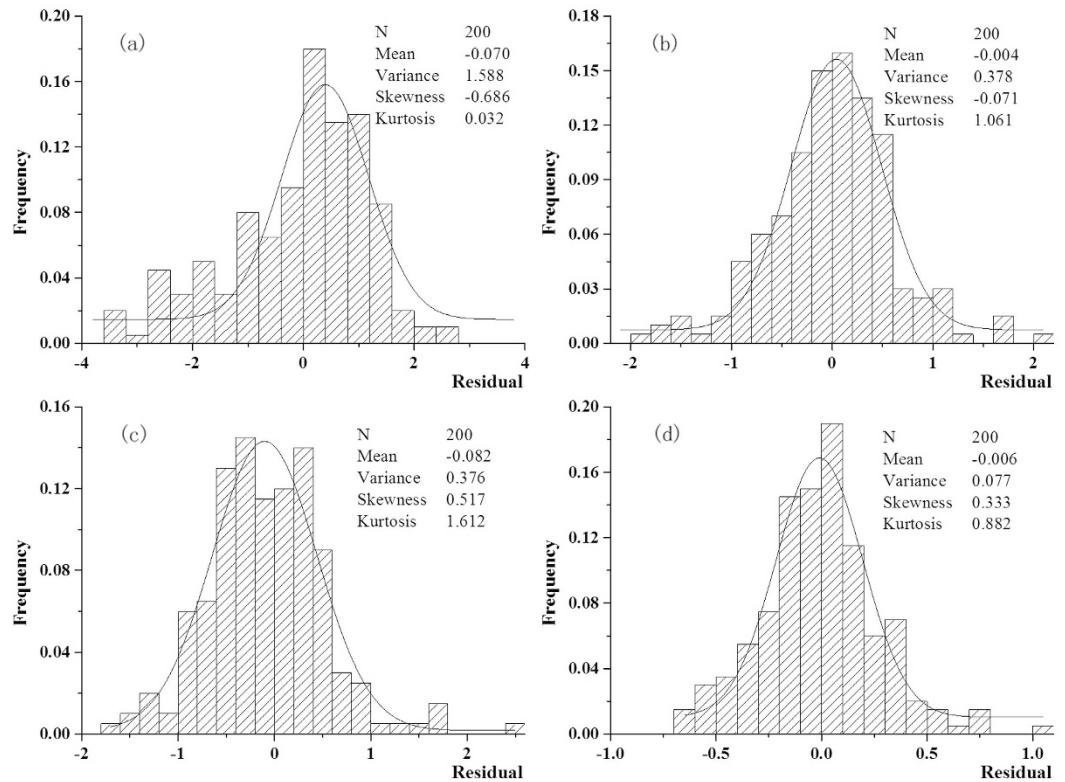 (a)
N 200
Mean -0.070
Variance 1.588
Skewness -0.686
Kurtosis 0.032
Frequency
0.20
0.16
0.12
0.08
0.04
0.00
-4 -2 0 2 4
Residual
(b)
N 200
Mean -0.004
Variance 0.378
Skewness -0.071
Kurtosis 1.061
Frequency
0.18
0.15
0.12
0.09
0.06
0.03
0.00
-2 -1 0 1 2
Residual
(c)
N 200
Mean -0.082
Variance 0.376
Skewness 0.517
Kurtosis 1.612
Frequency
0.16
0.12
0.08
0.04
0.00
-2 -1 0 1 2
Residual
(d)
N 200
Mean -0.006
Variance 0.077
Skewness 0.333
Kurtosis 0.882
Frequency
0.20
0.16
0.12
0.08
0.04
0.00
-1.0 -0.5 0.0 0.5 1.0
Residual